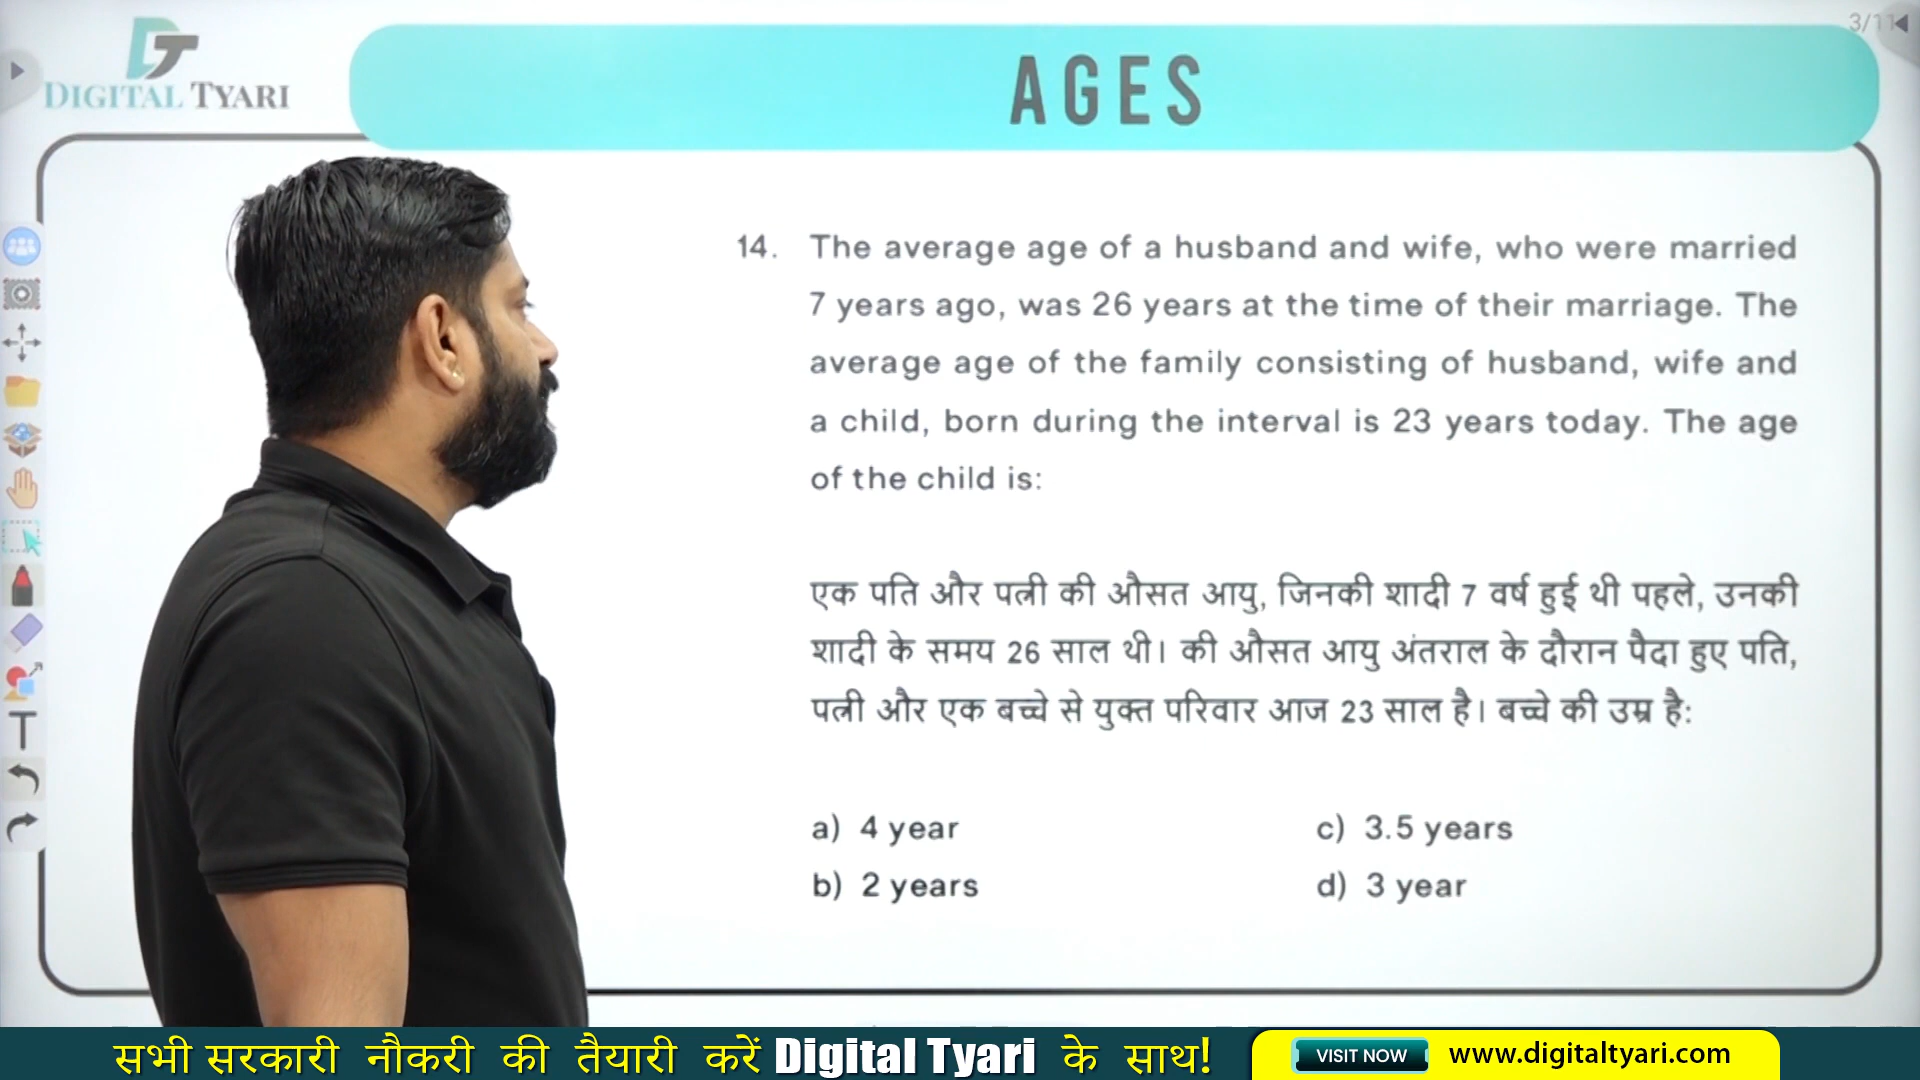 3/11
DT
DIGITAL TYARI
AGES
14. The average age of a husband and wife, who were married
7 years ago, was 26 years at the time of their marriage. The
average age of the family consisting of husband, wife and
a child, born during the interval is 23 years today. The age
of the child is:
एक पति और पत्नी की औसत आयु, जिनकी शादी 7 वर्ष हुई थी पहले, उनकी
शादी के समय 26 साल थी। की औसत आयु अंतराल के दौरान पैदा हुए पति,
पत्नी और एक बच्चे से युक्त परिवार आज 23 साल है। बच्चे की उम्र है:
a) 4 year
c) 3.5 years
b) 2 years
d) 3 year
T
सभी सरकारी नौकरी की तैयारी करें Digital Tyari के साथ!
VISIT NOW
www.digitaltyari.com